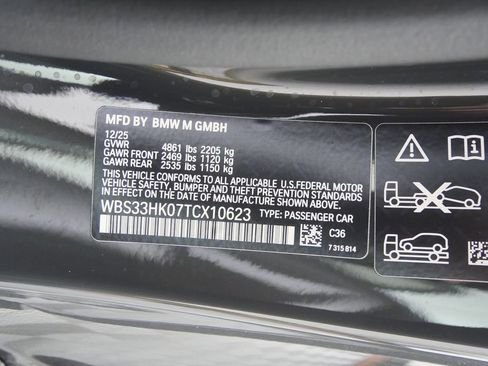 MFD BY BMW M GMBH
12/25
GVWR 4861 lbs 2205 kg
GAWR FRONT 2469 lbs 1120 kg
GAWR REAR 2535 lbs 1150 kg
THIS VEHICLE CONFORMS TO ALL APPLICABLE U.S. FEDERAL MOTOR
VEHICLE SAFETY, BUMPER, AND THEFT PREVENTION
STANDARDS IN EFFECT ON THE DATE OF MANUFACTURE SHOWN ABOVE.
WBS33HK07TCX10623 TYPE: PASSENGER CAR
C36
7 315 814